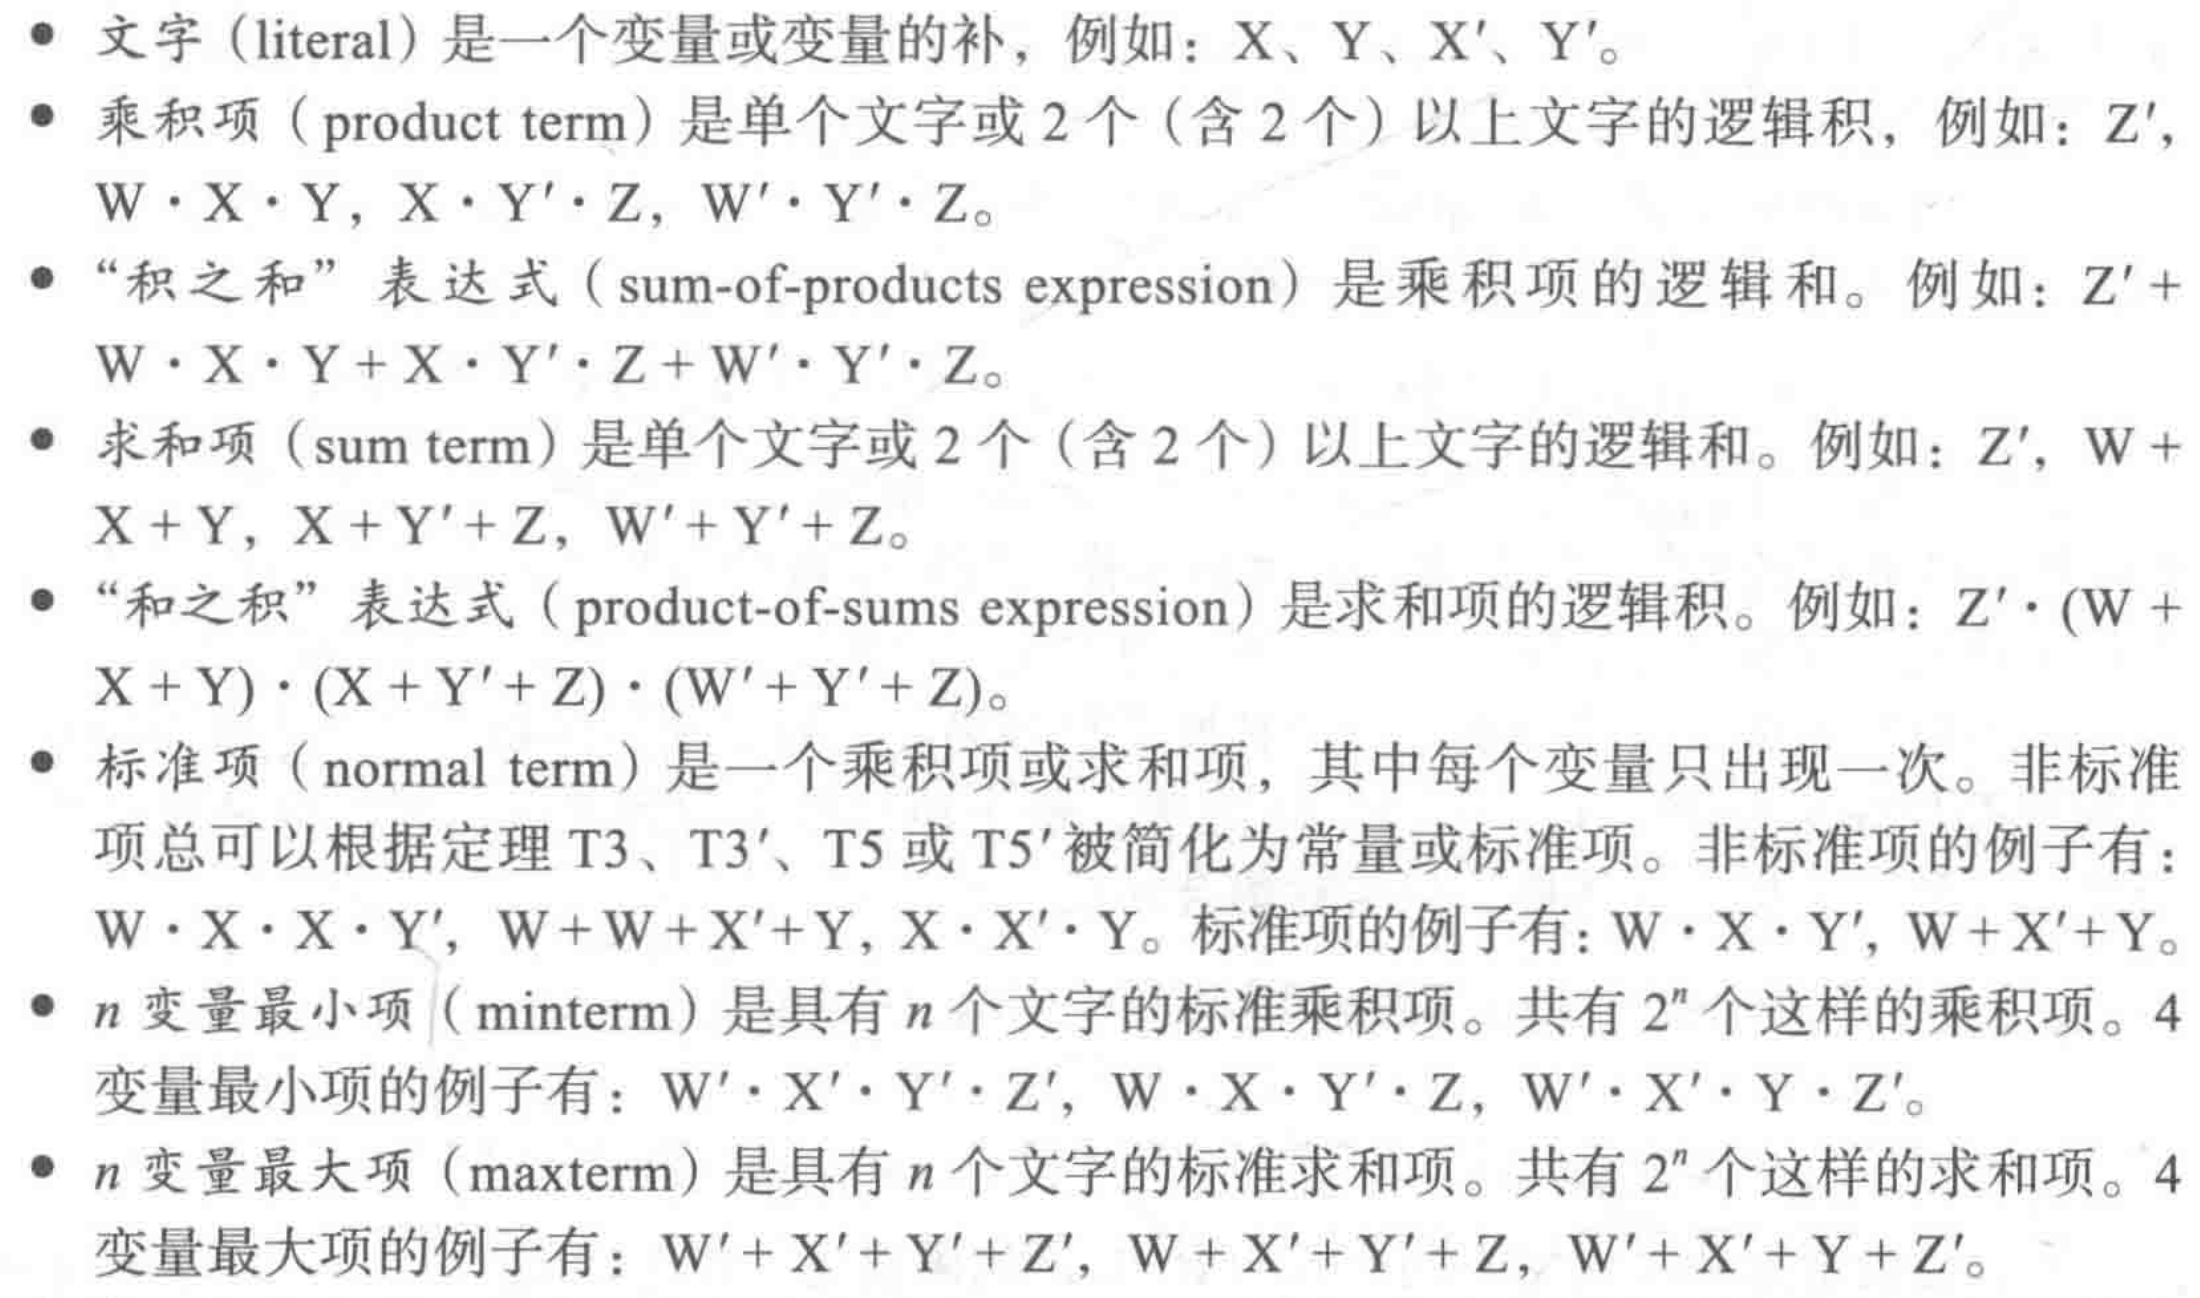 ● 文字（literal）是一个变量或变量的补，例如：X、Y、X′、Y′。
● 乘积项（product term）是单个文字或 2 个（含 2 个）以上文字的逻辑积，例如：Z′,
W · X · Y, X · Y′ · Z, W′ · Y′ · Z。
● “积之和”表达式（sum-of-products expression）是乘积项的逻辑和。例如：Z′ +
W · X · Y + X · Y′ · Z + W′ · Y′ · Z。
● 求和项（sum term）是单个文字或 2 个（含 2 个）以上文字的逻辑和。例如：Z′, W +
X + Y, X + Y′ + Z, W′ + Y′ + Z。
● “和之积”表达式（product-of-sums expression）是求和项的逻辑积。例如：Z′ · (W +
X + Y) · (X + Y′ + Z) · (W′ + Y′ + Z)。
● 标准项（normal term）是一个乘积项或求和项，其中每个变量只出现一次。非标准
项总可以根据定理 T3、T3′、T5 或 T5′ 被简化为常量或标准项。非标准项的例子有：
W · X · X · Y′, W + W + X′ + Y, X · X′ · Y。标准项的例子有：W · X · Y′, W + X′ + Y。
● n 变量最小项（minterm）是具有 n 个文字的标准乘积项。共有 2ⁿ 个这样的乘积项。4
变量最小项的例子有：W′ · X′ · Y′ · Z′, W · X · Y′ · Z, W′ · X′ · Y · Z′。
● n 变量最大项（maxterm）是具有 n 个文字的标准求和项。共有 2ⁿ 个这样的求和项。4
变量最大项的例子有：W′ + X′ + Y′ + Z′, W + X′ + Y′ + Z, W′ + X′ + Y + Z′。